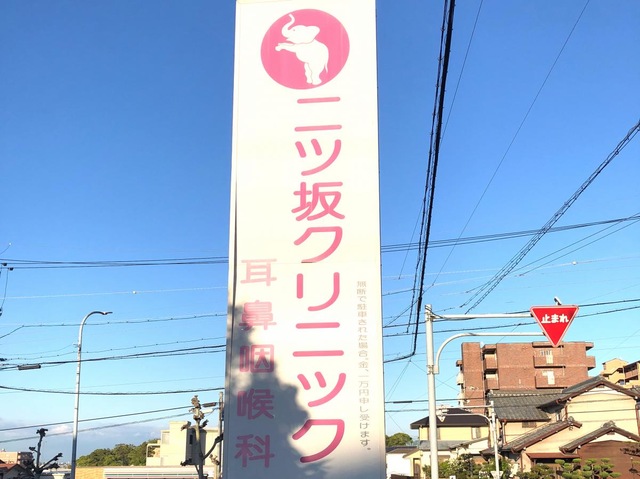 二ツ坂クリニック
耳鼻咽喉科
無断で駐車された場合、金、一万円申し受けます。
止まれ